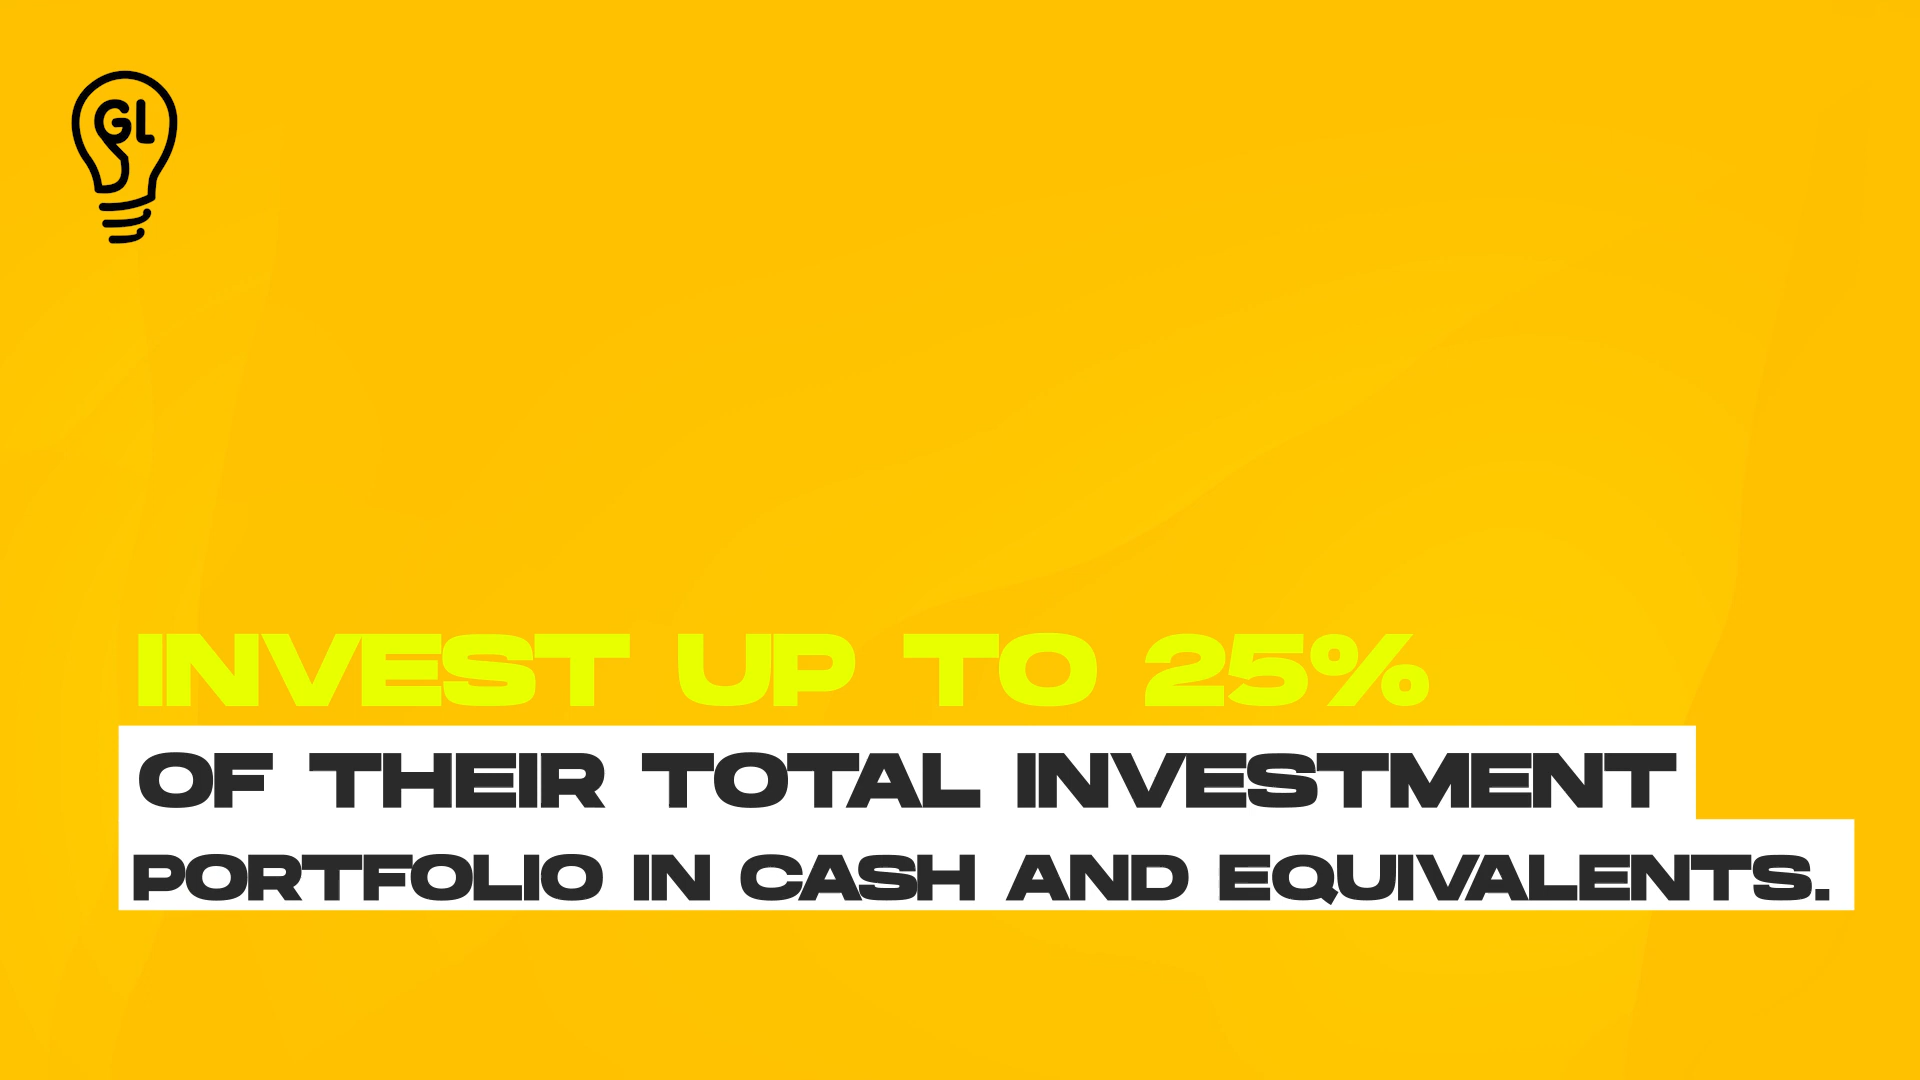 GL
INVEST UP TO 25%
OF THEIR TOTAL INVESTMENT
PORTFOLIO IN CASH AND EQUIVALENTS.